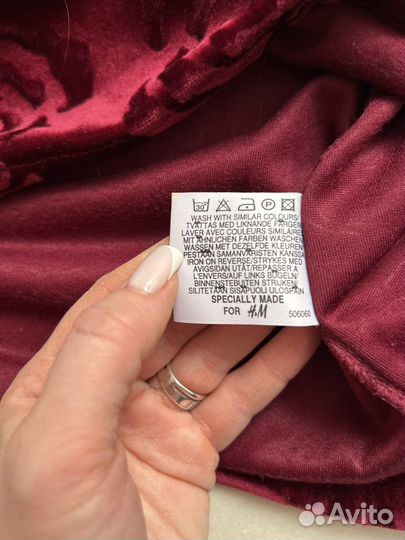 30°
P
WASH WITH SIMILAR COLOURS/
TVÄTTAS MED LIKNANDE FÄRGER/
LAVER AVEC COULEURS SIMILAIRES/
MIT ÄHNLICHEN FARBEN WASCHEN/
WASSEN MET DEZELFDE KLEUREN/
PESTÄÄN SAMANVÄRISTEN KANSSA
IRON ON REVERSE/STRYKES MED
AVIGSIDAN UTÅT/REPASSER À
L'ENVERS/AUF LINKS BÜGELN/
BINNENSTEBUITEN STRIJKEN/
SILITETÄÄN SISÄPUOLI ULOSPÄIN
SPECIALLY MADE
FOR H&M
506060
Avito